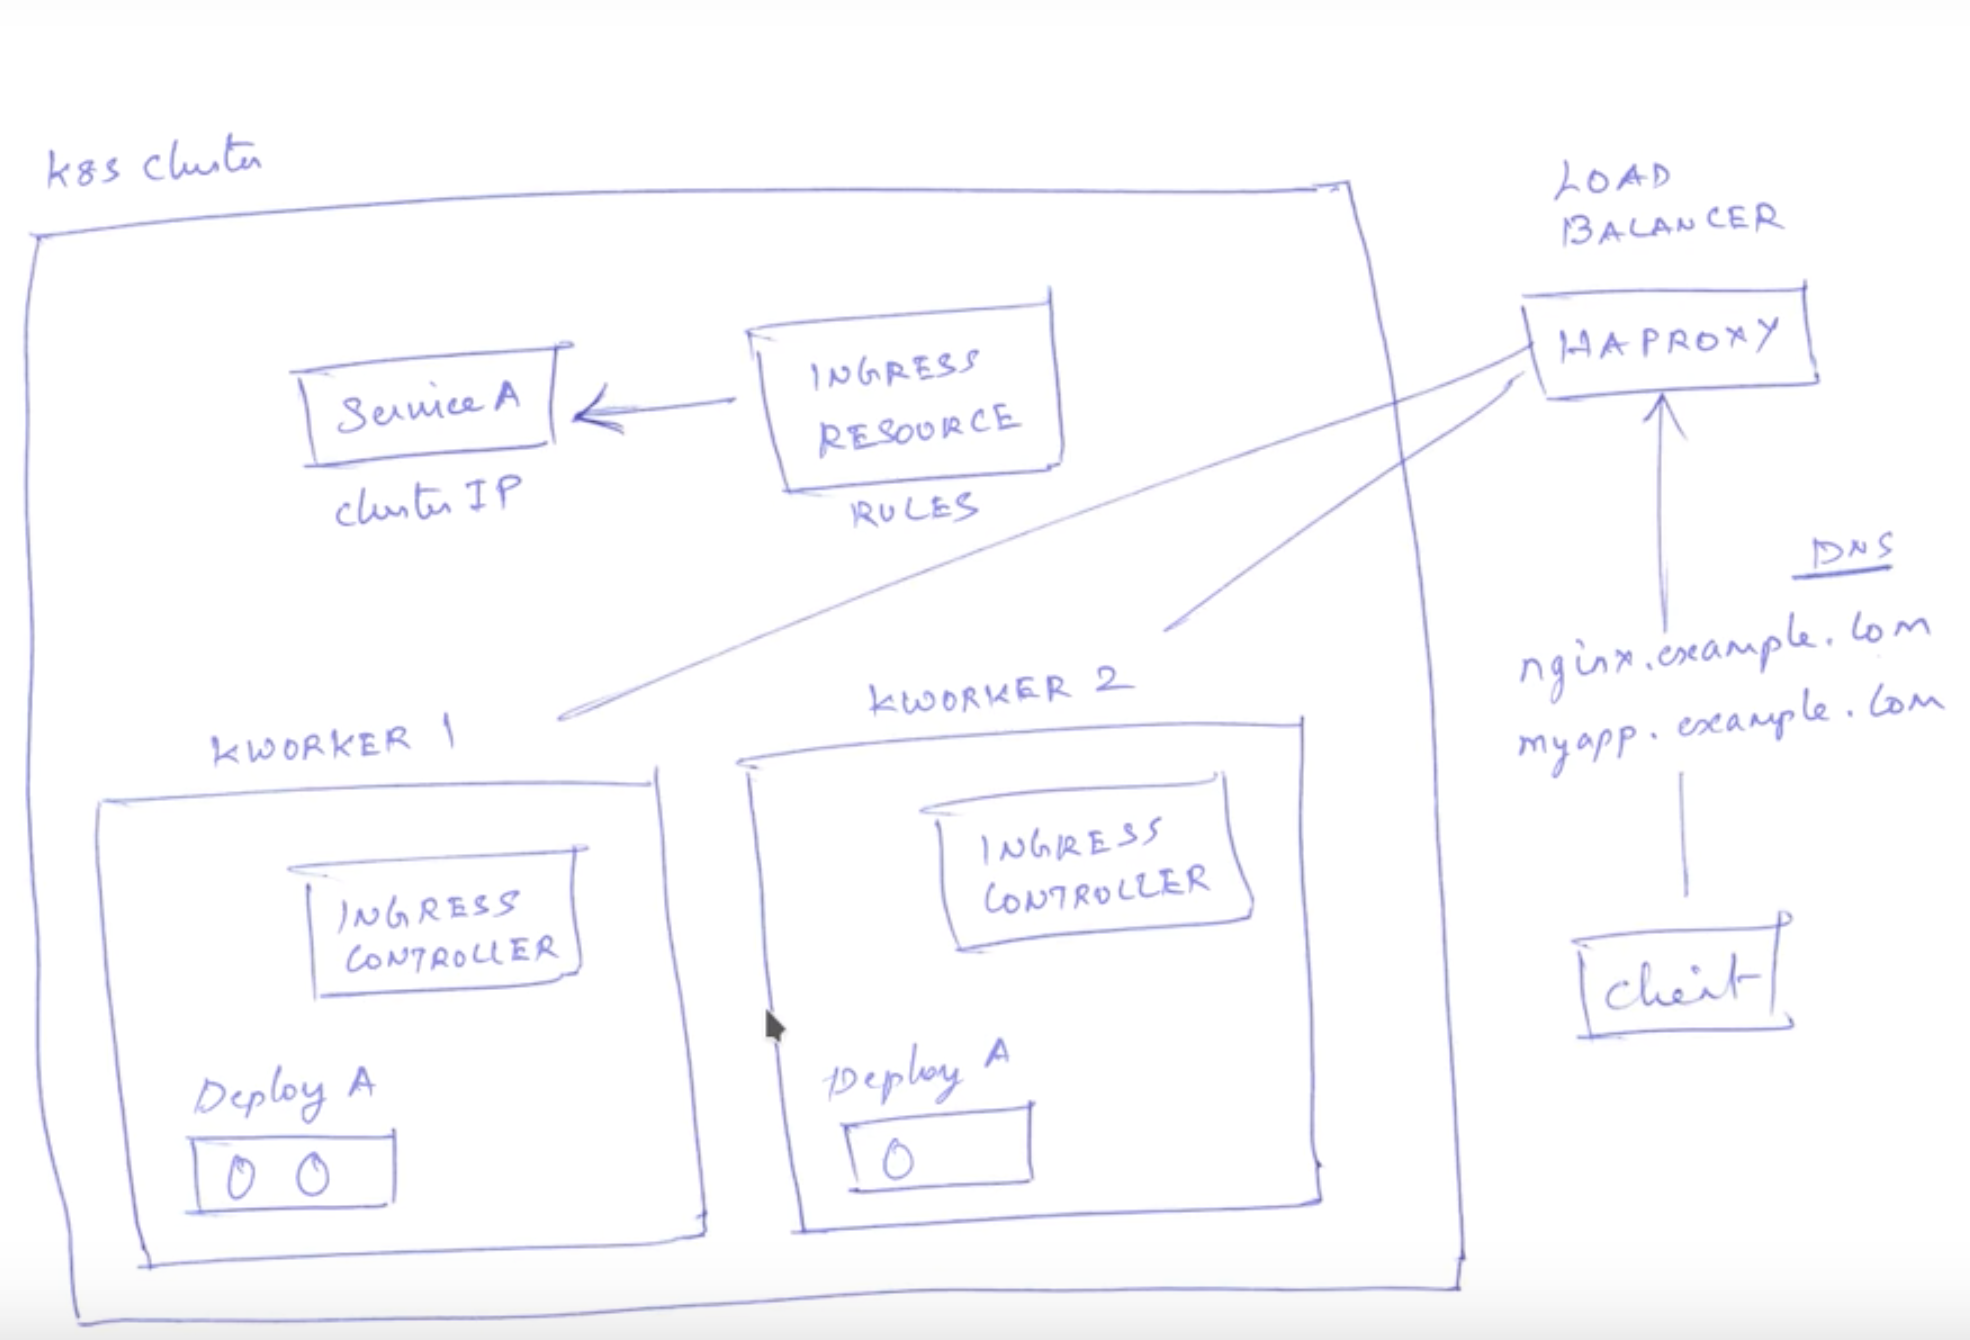 k8s cluster
LOAD
BALANCER
HAPROXY
INGRESS
RESOURCE
RULES
Service A
cluster IP
DNS
nginx.example.com
myapp.example.com
client
KWORKER 1
INGRESS
CONTROLLER
Deploy A
KWORKER 2
INGRESS
CONTROLLER
Deploy A